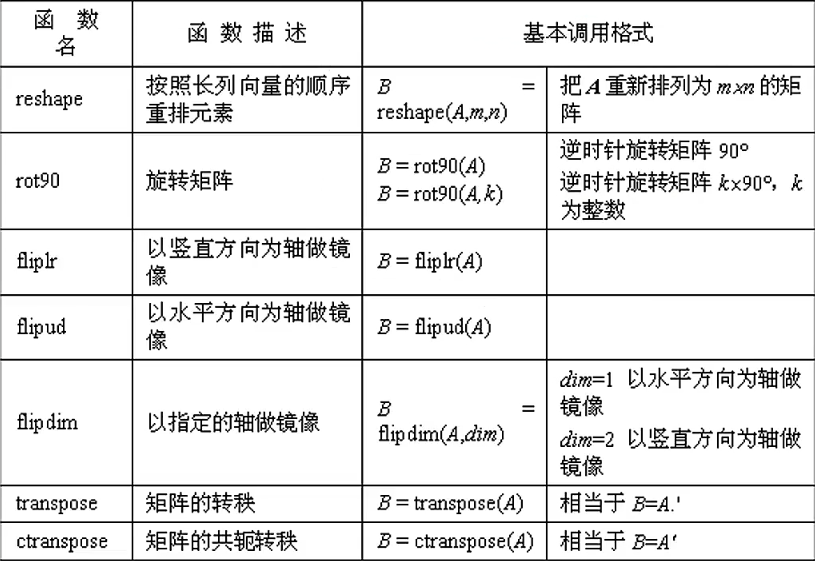 函 数
名
函 数 描 述
基本调用格式
reshape
按照长列向量的顺序
重排元素
B =
reshape(A,m,n)
把 A 重新排列为 m×n 的矩
阵
rot90
旋转矩阵
B = rot90(A)
B = rot90(A,k)
逆时针旋转矩阵 90°
逆时针旋转矩阵 k×90°，k
为整数
fliplr
以竖直方向为轴做镜
像
B = fliplr(A)
flipud
以水平方向为轴做镜
像
B = flipud(A)
flipdim
以指定的轴做镜像
B =
flipdim(A,dim)
dim=1 以水平方向为轴做
镜像
dim=2 以竖直方向为轴做
镜像
transpose
矩阵的转秩
B = transpose(A)
相当于 B=A.'
ctranspose
矩阵的共轭转秩
B = ctranspose(A)
相当于 B=A'